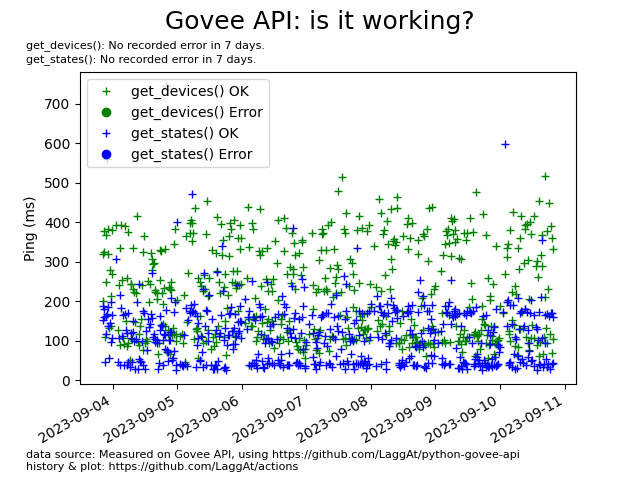 Govee API: is it working?
get_devices(): No recorded error in 7 days.
get_states(): No recorded error in 7 days.
get_devices() OK
get_devices() Error
get_states() OK
get_states() Error
Ping (ms)
700
600
500
400
300
200
100
0
2023-09-04
2023-09-05
2023-09-06
2023-09-07
2023-09-08
2023-09-09
2023-09-10
2023-09-11
data source: Measured on Govee API, using https://github.com/LaggAt/python-govee-api
history & plot: https://github.com/LaggAt/actions